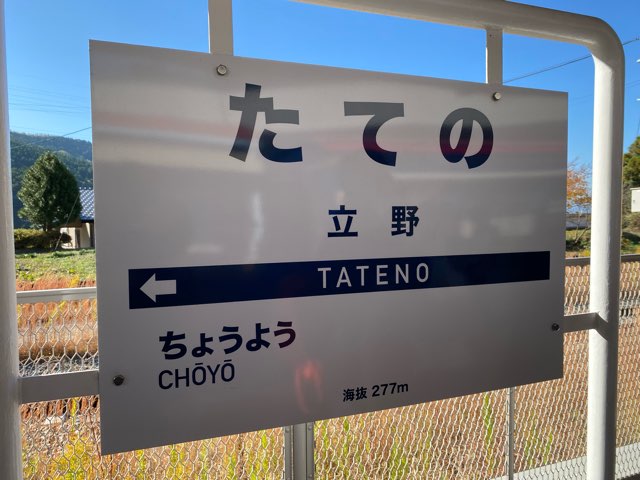 たての
立野
TATENO
ちょうよう
CHŌYŌ
海抜 277m